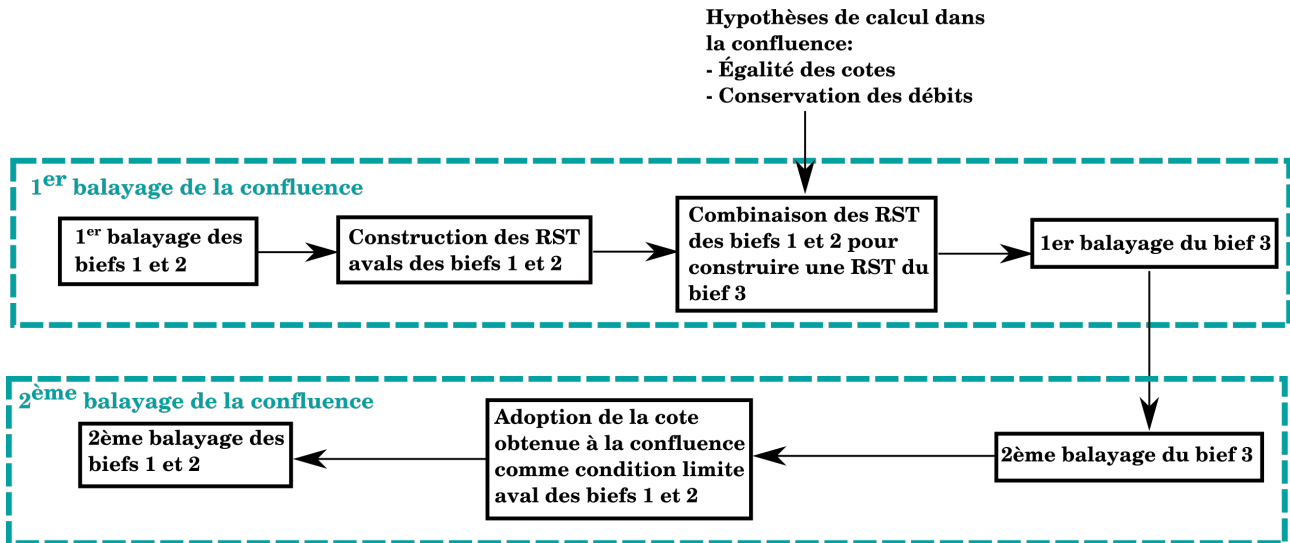 Hypothèses de calcul dans
la confluence:
- Égalité des cotes
- Conservation des débits
1er balayage de la confluence
1er balayage des
biefs 1 et 2
Construction des RST
avals des biefs 1 et 2
Combinaison des RST
des biefs 1 et 2 pour
construire une RST du
bief 3
1er balayage du bief 3
2ème balayage de la confluence
2ème balayage des
biefs 1 et 2
Adoption de la cote
obtenue à la confluence
comme condition limite
aval des biefs 1 et 2
2ème balayage du bief 3